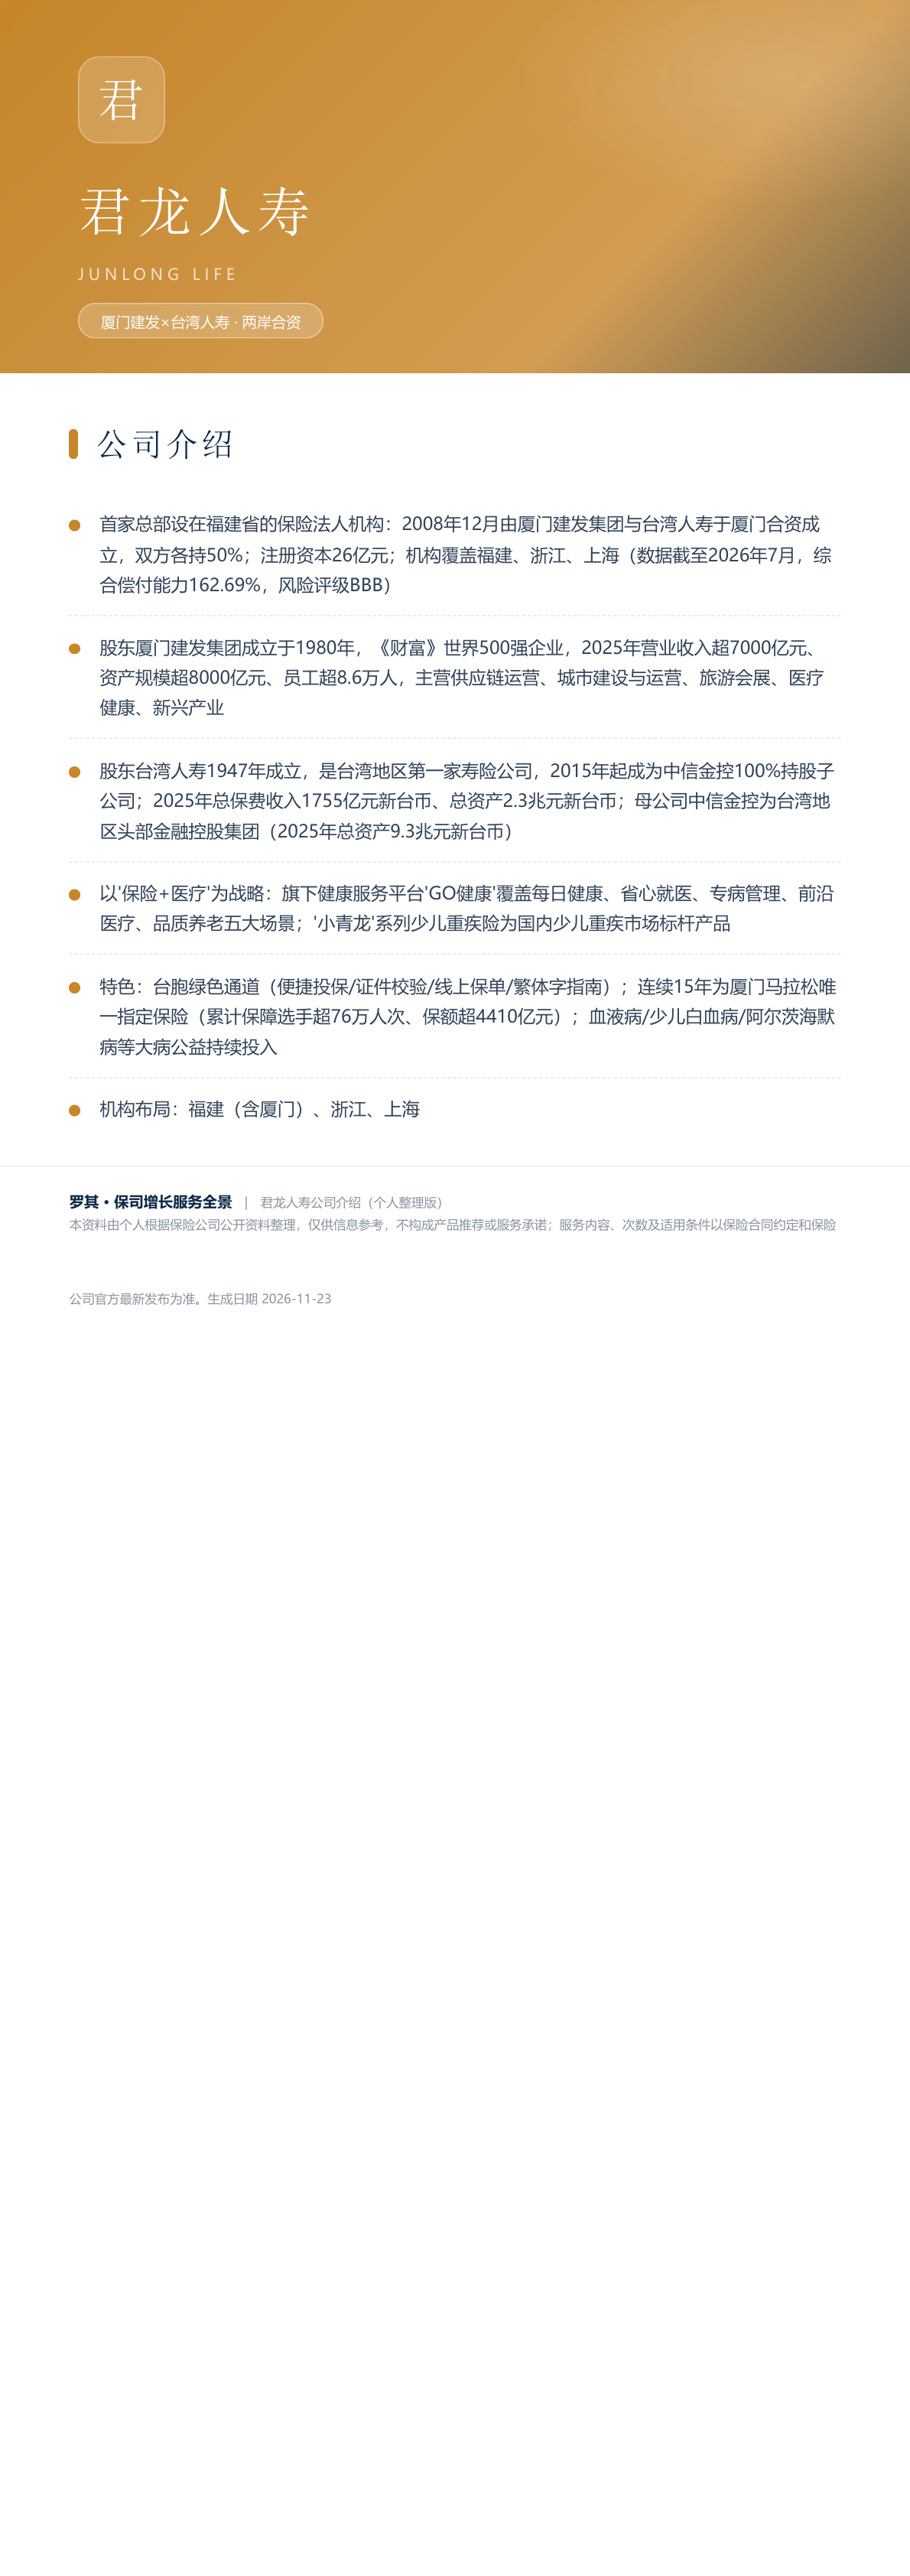 君
君龙人寿
JUNLONG LIFE
厦门建发×台湾人寿 · 两岸合资
公司介绍
首家总部设在福建省的保险法人机构：2008年12月由厦门建发集团与台湾人寿于厦门合资成
立，双方各持50%；注册资本26亿元；机构覆盖福建、浙江、上海（数据截至2026年7月，综
合偿付能力162.69%，风险评级BBB）
股东厦门建发集团成立于1980年，《财富》世界500强企业，2025年营业收入超7000亿元、
资产规模超8000亿元、员工超8.6万人，主营供应链运营、城市建设与运营、旅游会展、医疗
健康、新兴产业
股东台湾人寿1947年成立，是台湾地区第一家寿险公司，2015年起成为中信金控100%持股子
公司；2025年总保费收入1755亿元新台币、总资产2.3兆元新台币；母公司中信金控为台湾地
区头部金融控股集团（2025年总资产9.3兆元新台币）
以'保险+医疗'为战略：旗下健康服务平台'GO健康'覆盖每日健康、省心就医、专病管理、前沿
医疗、品质养老五大场景；'小青龙'系列少儿重疾险为国内少儿重疾市场标杆产品
特色：台胞绿色通道（便捷投保/证件校验/线上保单/繁体字指南）；连续15年为厦门马拉松唯
一指定保险（累计保障选手超76万人次、保额超4410亿元）；血液病/少儿白血病/阿尔茨海默
病等大病公益持续投入
机构布局：福建（含厦门）、浙江、上海
罗其·保司增长服务全景 | 君龙人寿公司介绍（个人整理版）
本资料由个人根据保险公司公开资料整理，仅供信息参考，不构成产品推荐或服务承诺；服务内容、次数及适用条件以保险合同约定和保险
公司官方最新发布为准。生成日期 2026-11-23